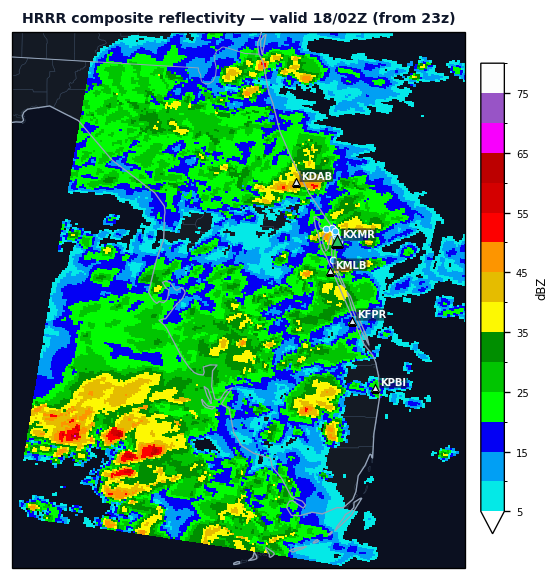 HRRR composite reflectivity — valid 18/02Z (from 23z)
KDAB
KXMR
KMLB
KFPR
KPBI
75
65
55
45
35
25
15
5
dBZ